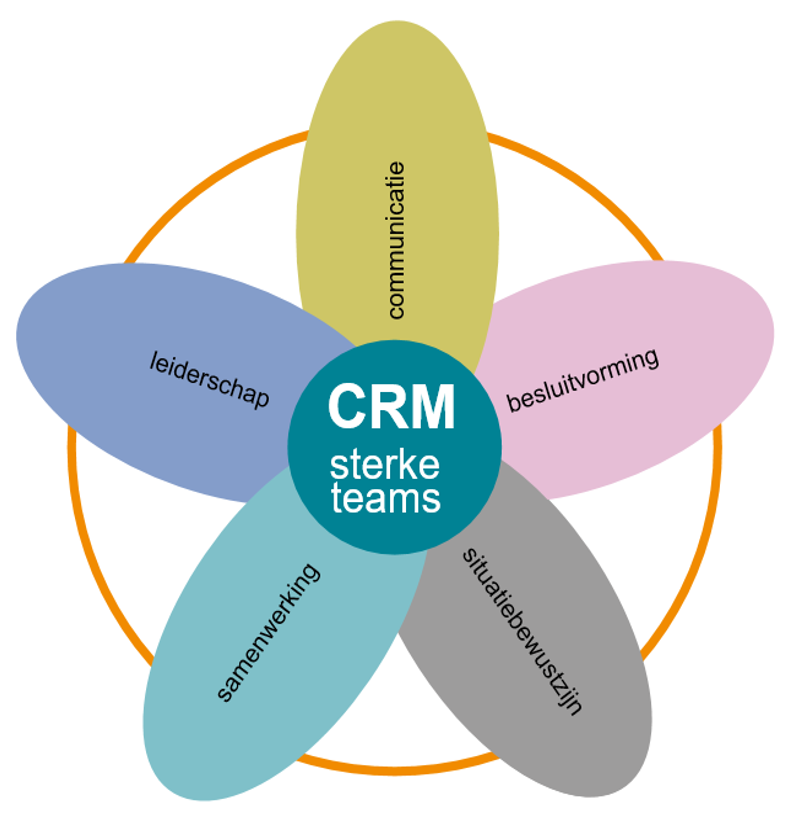 communicatie
besluitvorming
leiderschap
CRM
sterke
teams
samenwerking
situatiebewustzijn